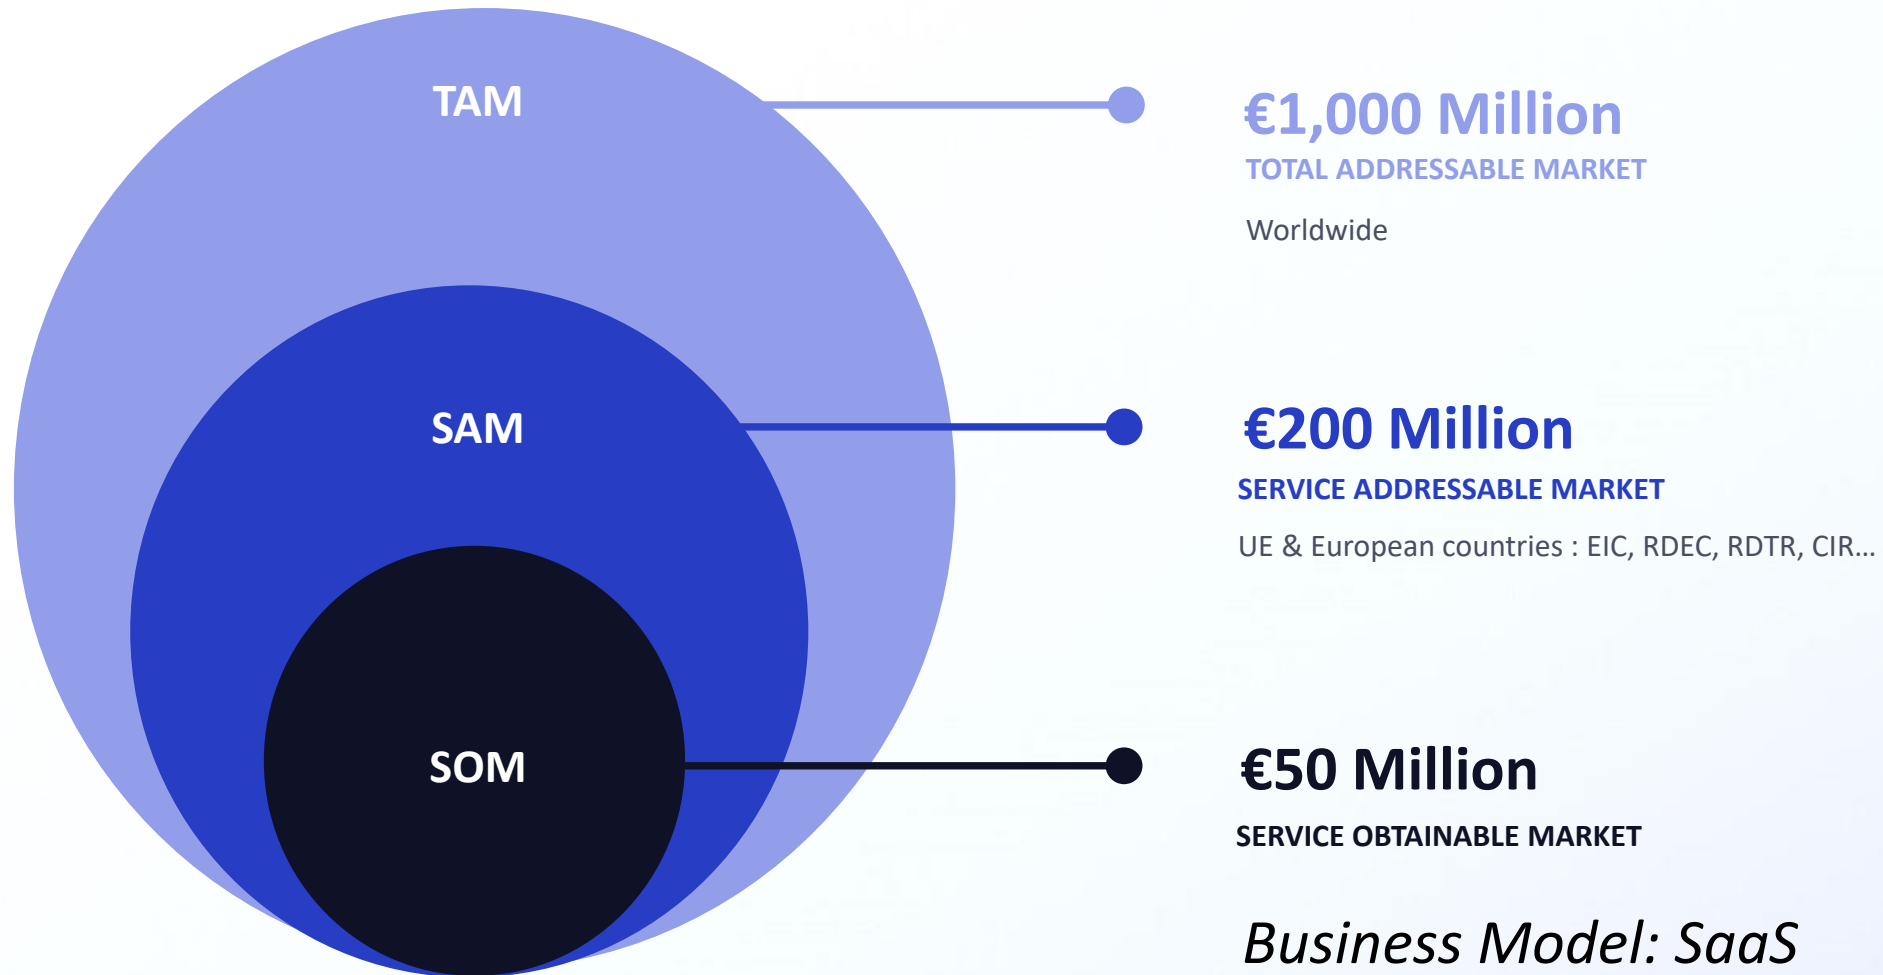 TAM
€1,000 Million
TOTAL ADDRESSABLE MARKET
Worldwide
SAM
€200 Million
SERVICE ADDRESSABLE MARKET
UE & European countries : EIC, RDEC, RDTR, CIR...
SOM
€50 Million
SERVICE OBTAINABLE MARKET
Business Model: SaaS